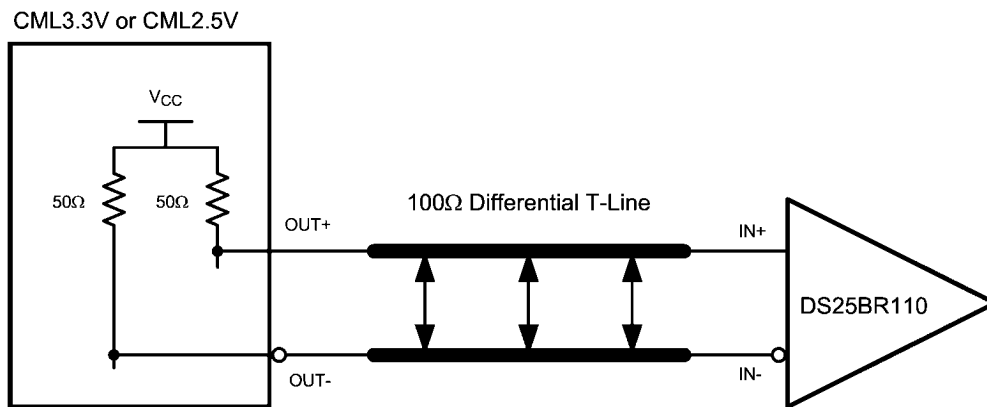 CML3.3V or CML2.5V
VCC
50Ω
50Ω
100Ω Differential T-Line
OUT+
IN+
DS25BR110
OUT-
IN-